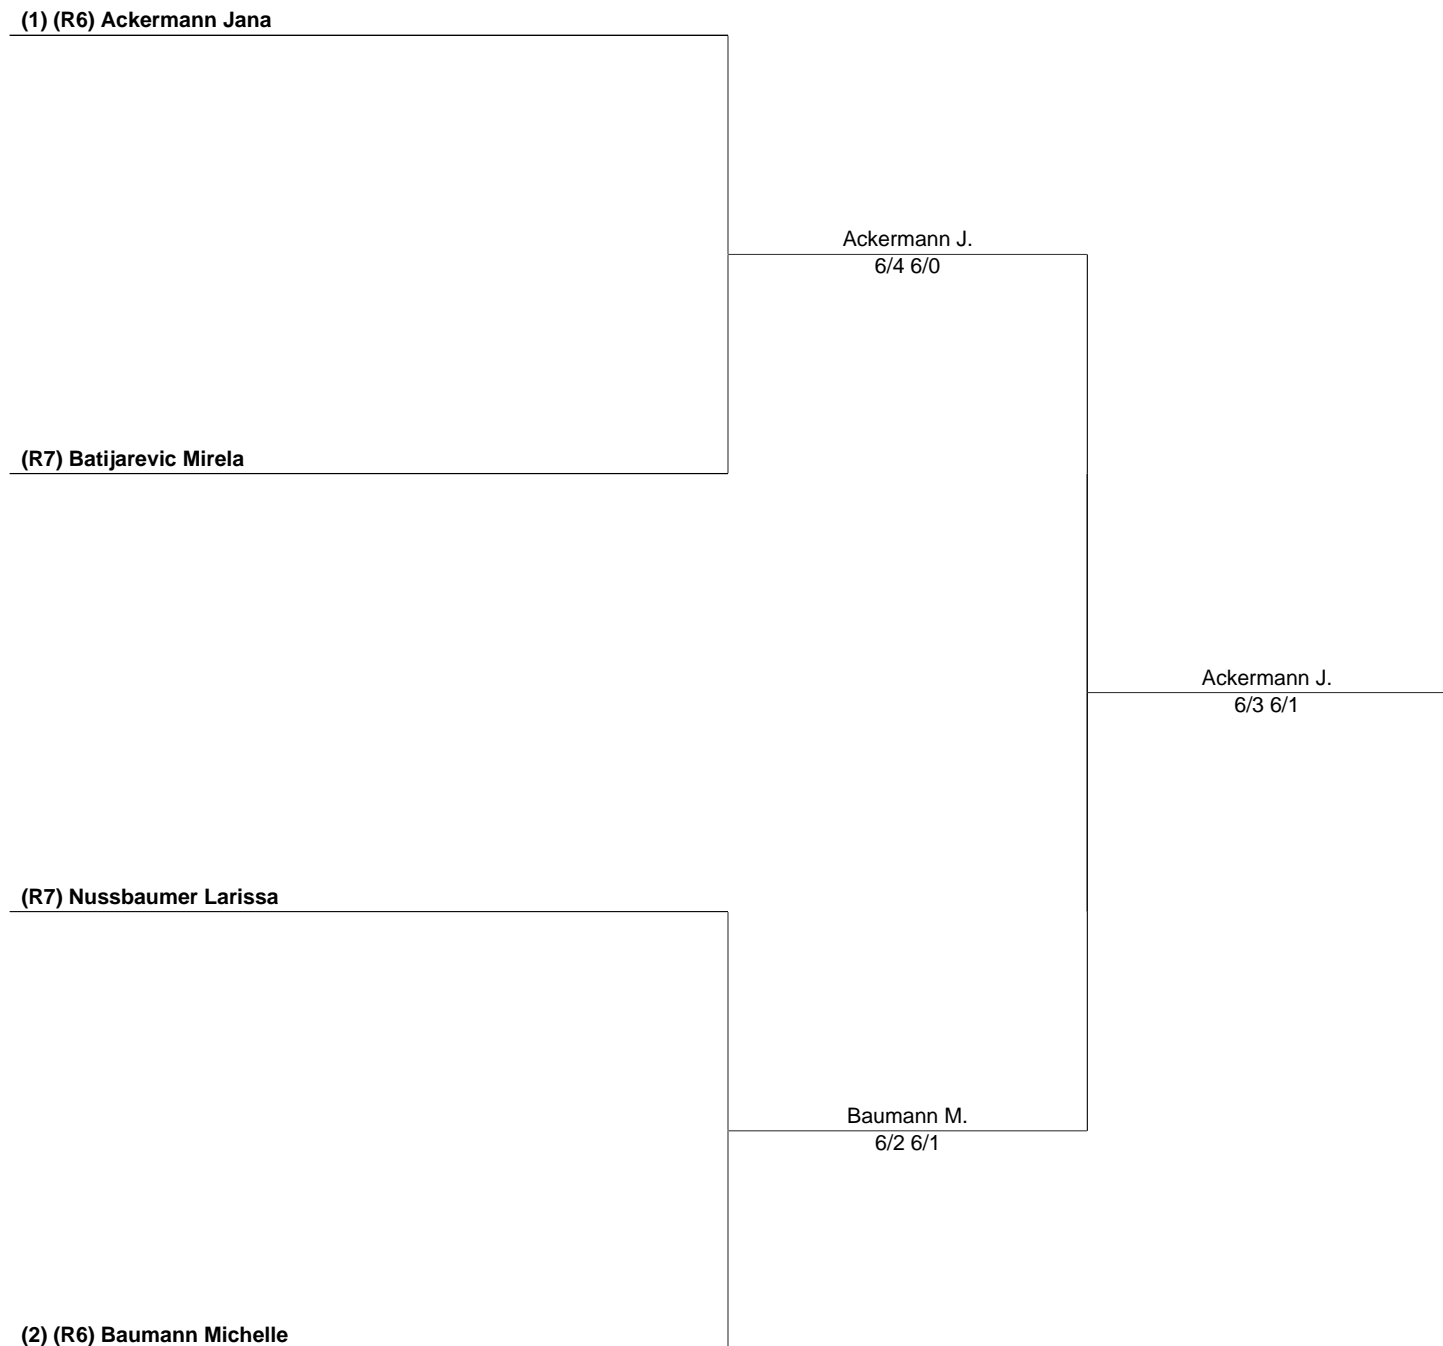 (1) (R6) Ackermann Jana
Ackermann J.
6/4 6/0
(R7) Batijarevic Mirela
Ackermann J.
6/3 6/1
(R7) Nussbaumer Larissa
Baumann M.
6/2 6/1
(2) (R6) Baumann Michelle